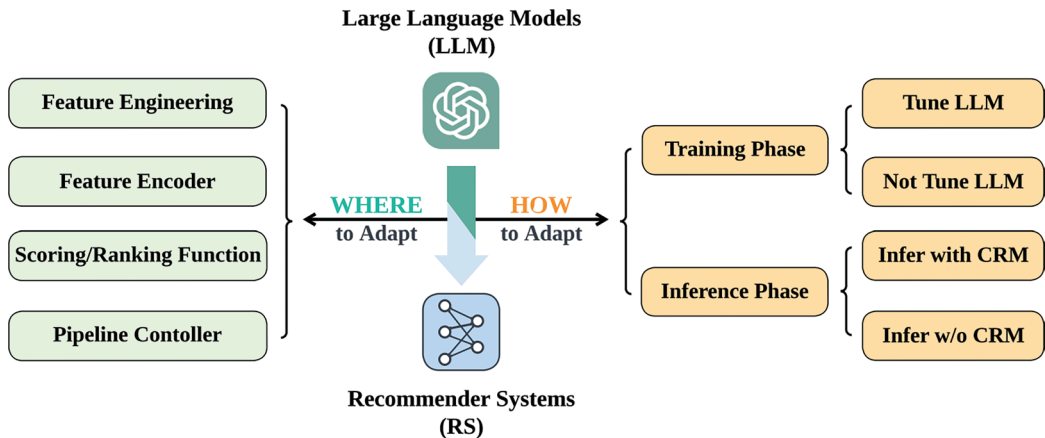 Large Language Models
(LLM)
Feature Engineering
Feature Encoder
Scoring/Ranking Function
Pipeline Contoller
WHERE
to Adapt
HOW
to Adapt
Training Phase
Inference Phase
Tune LLM
Not Tune LLM
Infer with CRM
Infer w/o CRM
Recommender Systems
(RS)